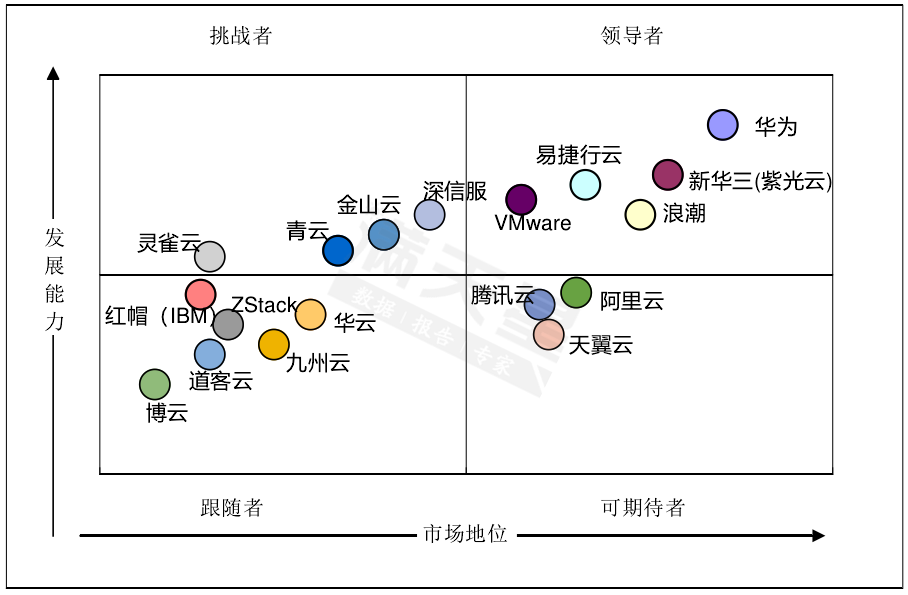 挑战者
领导者
华为
易捷行云
新华三(紫光云)
深信服
金山云
VMware
浪潮
青云
灵雀云
发展能力
腾讯云
阿里云
红帽（IBM）
ZStack
华云
天翼云
九州云
道客云
博云
数据|报告|专家
跟随者
可期待者
市场地位